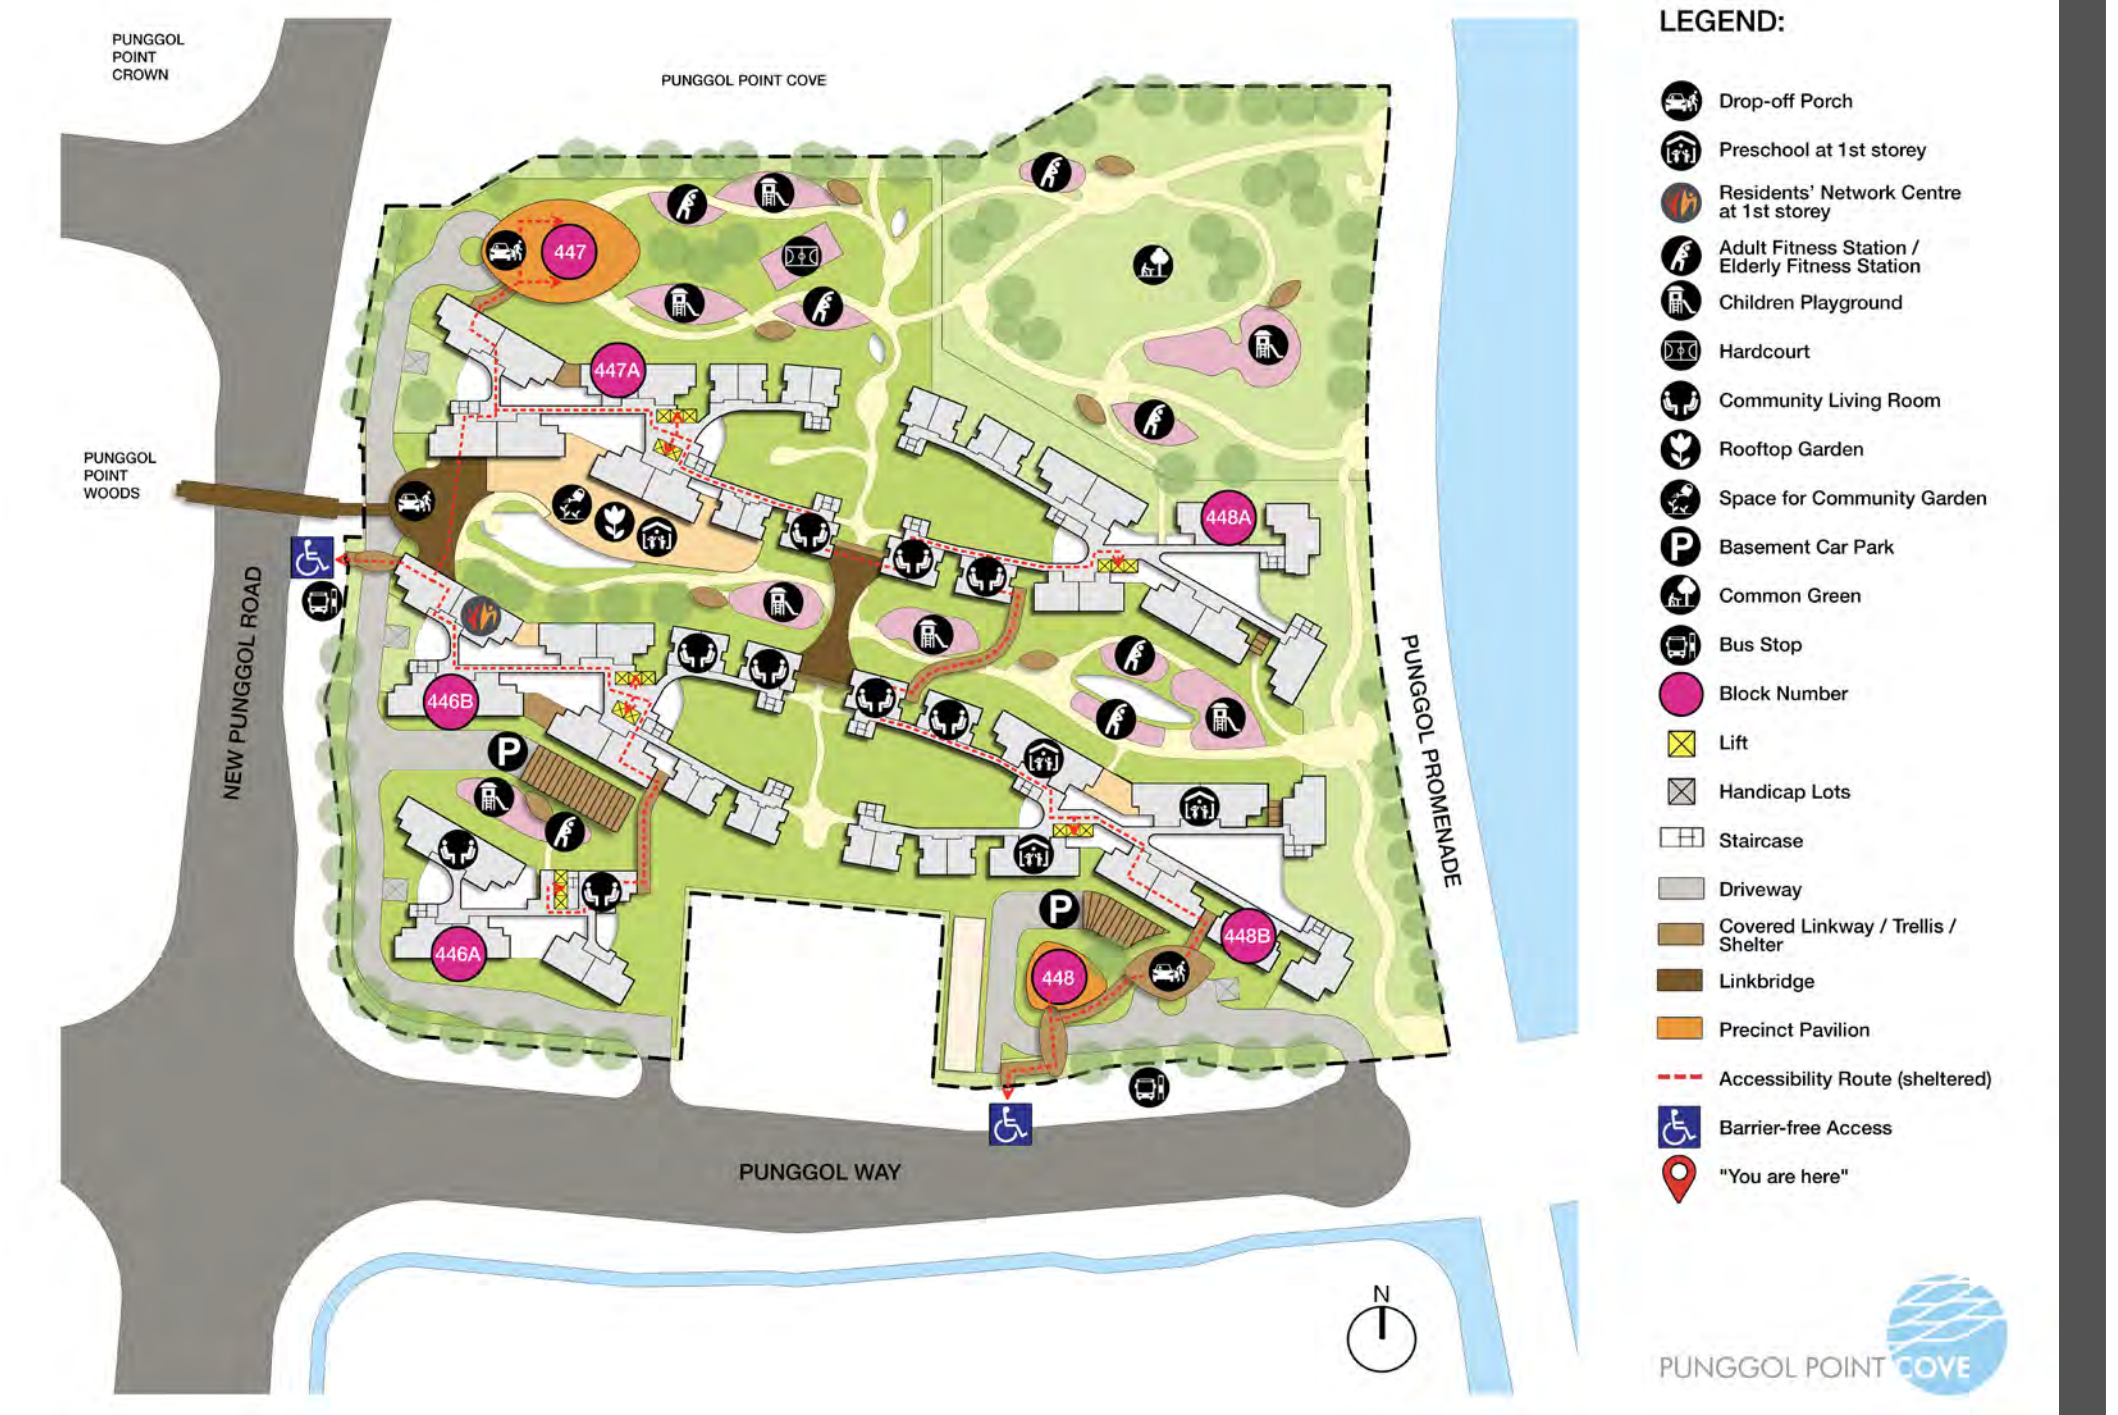 PUNGGOL
POINT
CROWN
PUNGGOL POINT COVE
447
447A
PUNGGOL
POINT
WOODS
448A
NEW PUNGGOL ROAD
446B
P
PUNGGOL PROMENADE
P
446A
448B
448
PUNGGOL WAY
N
LEGEND:
Drop-off Porch
Preschool at 1st storey
Residents' Network Centre
at 1st storey
Adult Fitness Station /
Elderly Fitness Station
Children Playground
Hardcourt
Community Living Room
Rooftop Garden
Space for Community Garden
P Basement Car Park
Common Green
Bus Stop
Block Number
Lift
Handicap Lots
Staircase
Driveway
Covered Linkway / Trellis /
Shelter
Linkbridge
Precinct Pavilion
Accessibility Route (sheltered)
Barrier-free Access
"You are here"
PUNGGOL POINT COVE